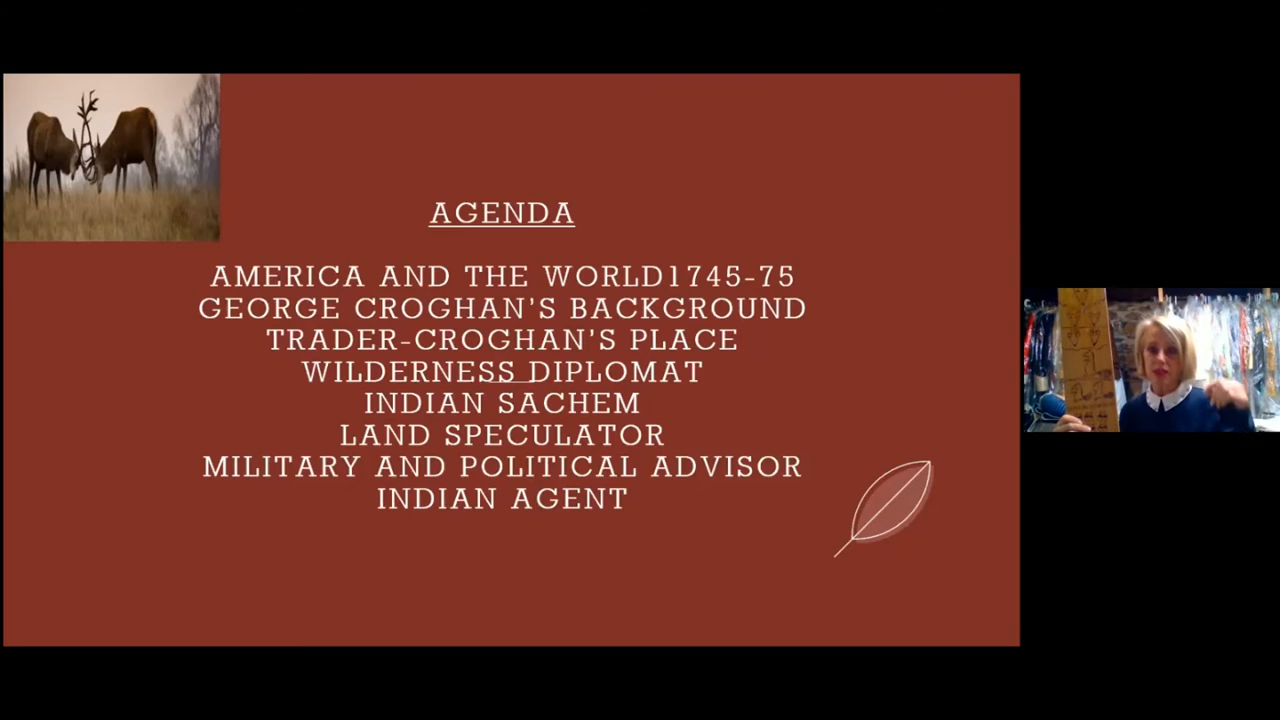 AGENDA
AMERICA AND THE WORLD1745-75
GEORGE CROGHAN'S BACKGROUND
TRADER-CROGHAN'S PLACE
WILDERNESS DIPLOMAT
INDIAN SACHEM
LAND SPECULATOR
MILITARY AND POLITICAL ADVISOR
INDIAN AGENT